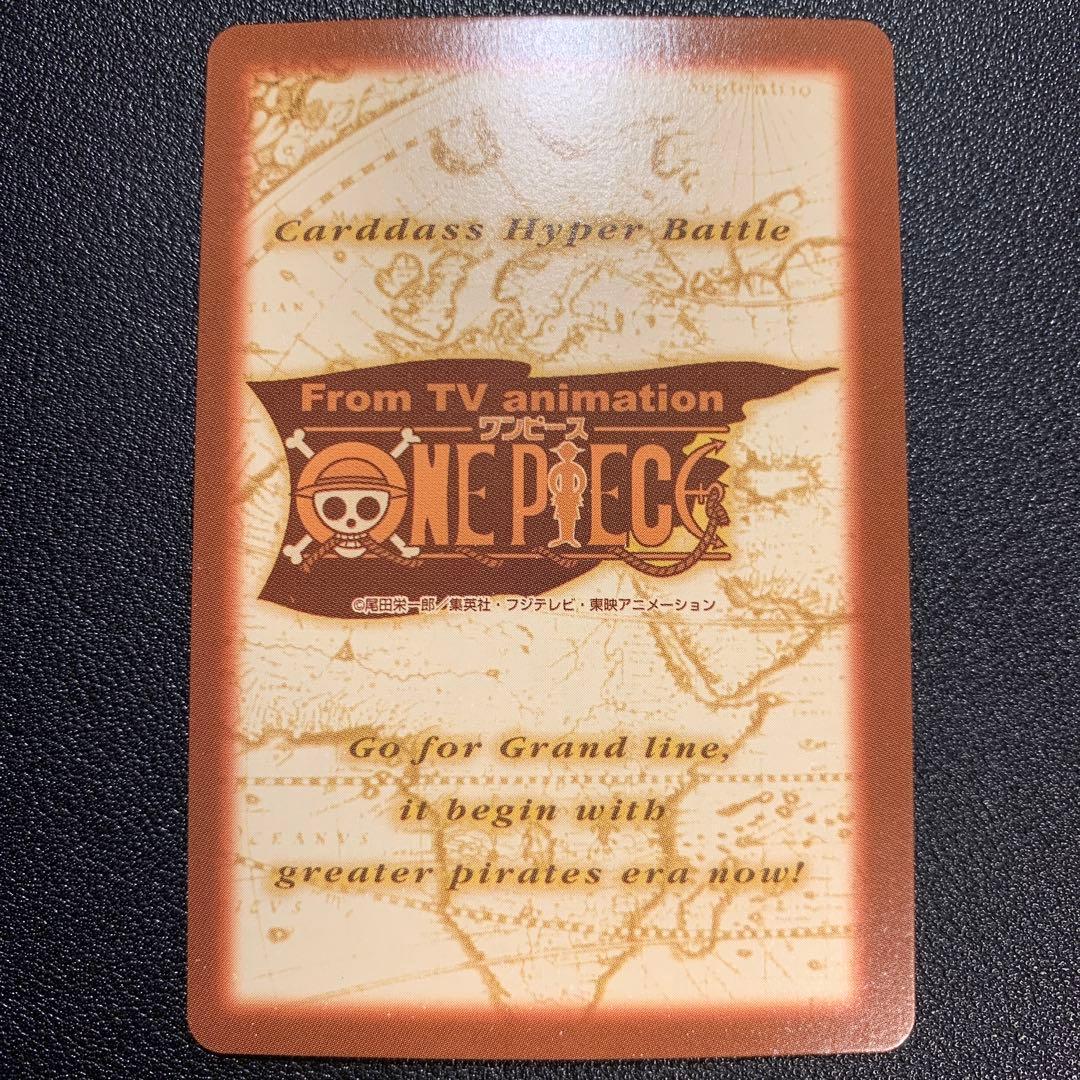 Septentrio
Carddass Hyper Battle
From TV animation
ワンピース
ONE PIECE
©尾田栄一郎/集英社・フジテレビ・東映アニメーション
Go for Grand line,
it begin with
OCEANVS
greater pirates era now!